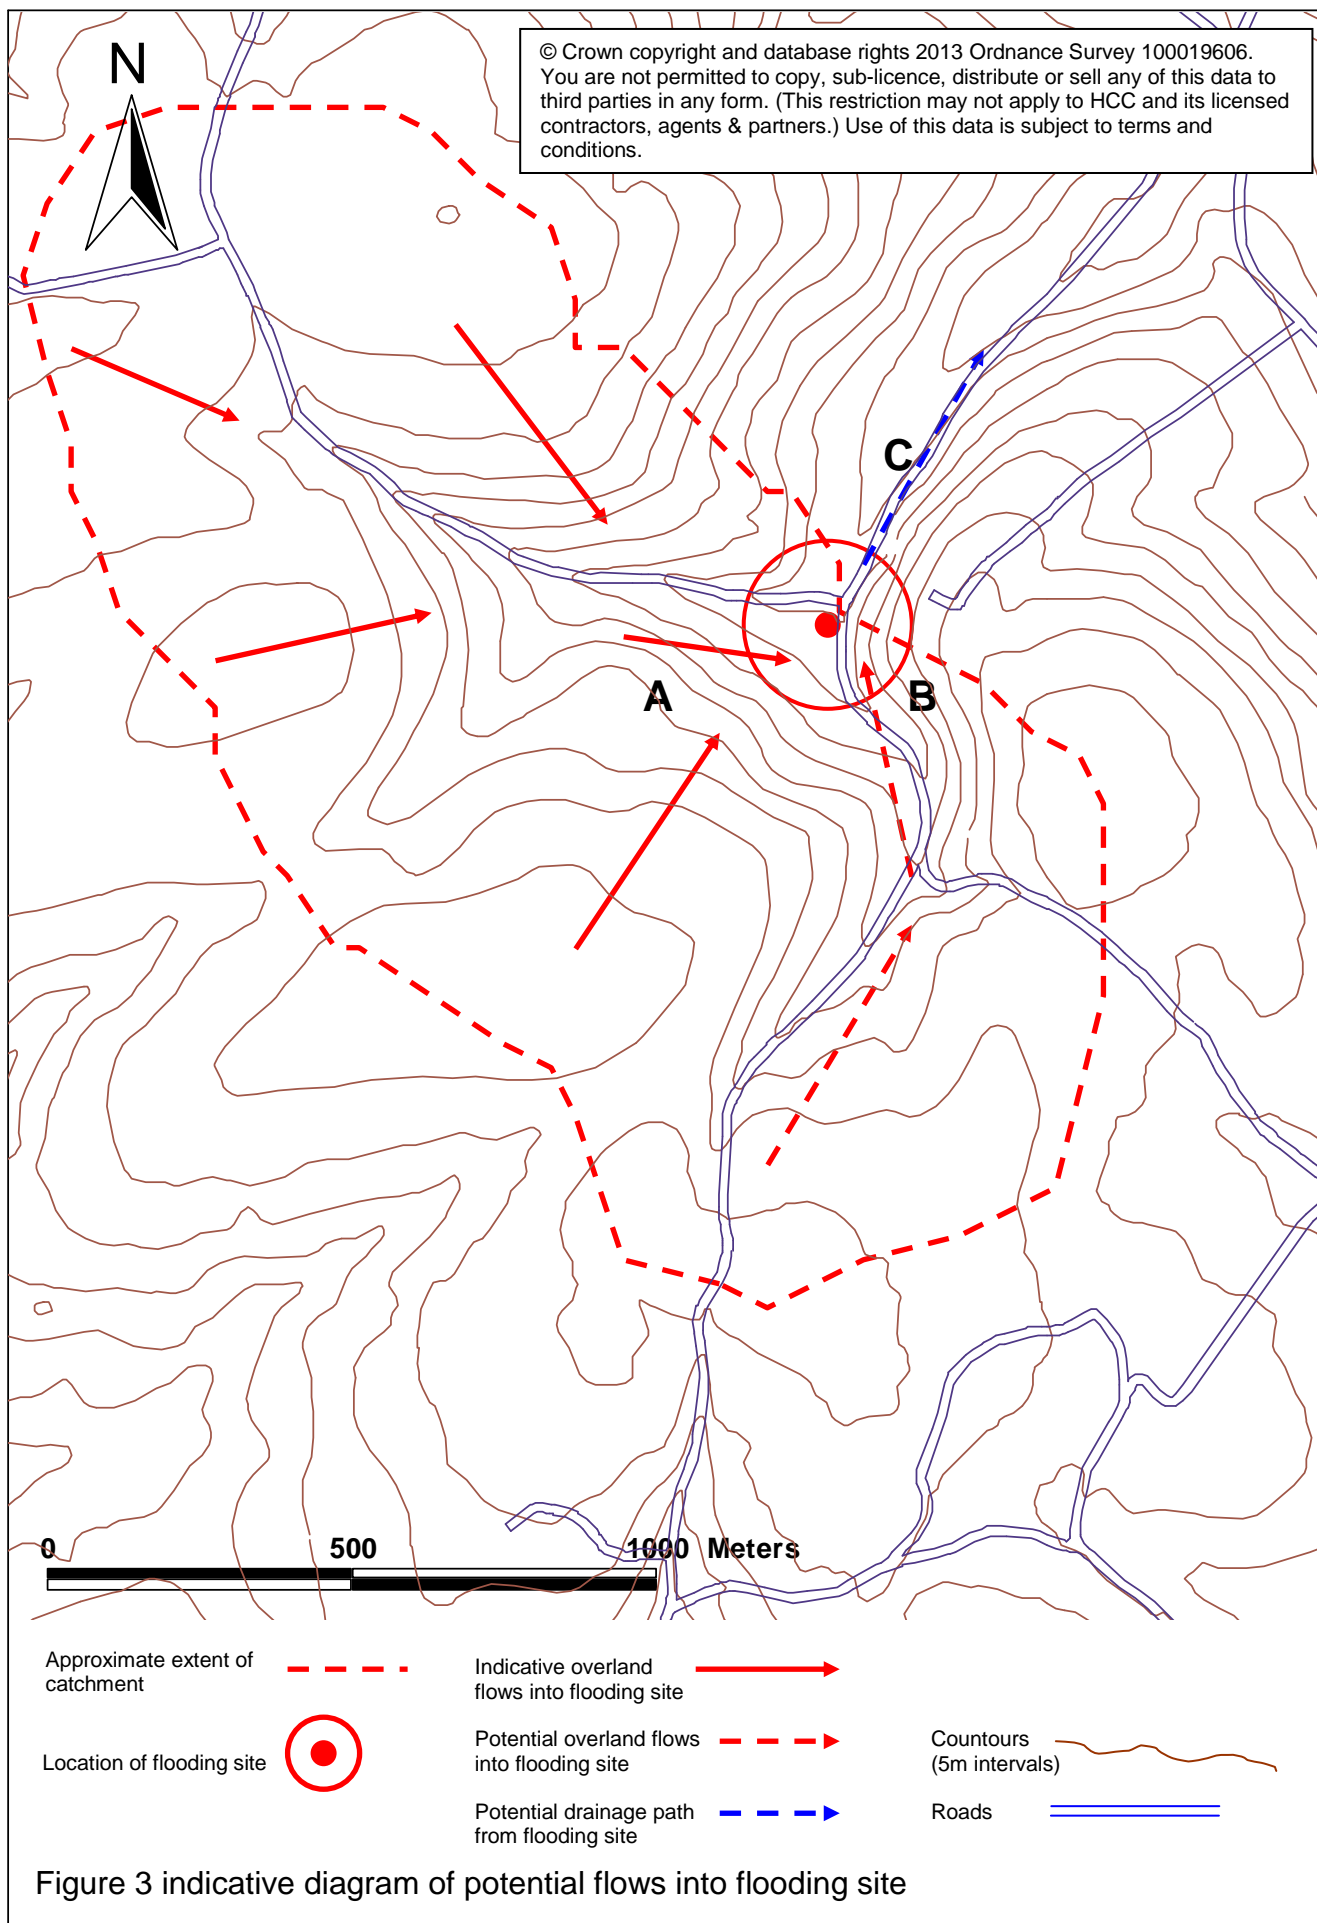 N
© Crown copyright and database rights 2013 Ordnance Survey 100019606.
You are not permitted to copy, sub-licence, distribute or sell any of this data to
third parties in any form. (This restriction may not apply to HCC and its licensed
contractors, agents & partners.) Use of this data is subject to terms and
conditions.
C
A
B
0 500 1000 Meters
Approximate extent of
catchment
Location of flooding site
Indicative overland
flows into flooding site
Potential overland flows
into flooding site
Potential drainage path
from flooding site
Countours
(5m intervals)
Roads
Figure 3 indicative diagram of potential flows into flooding site